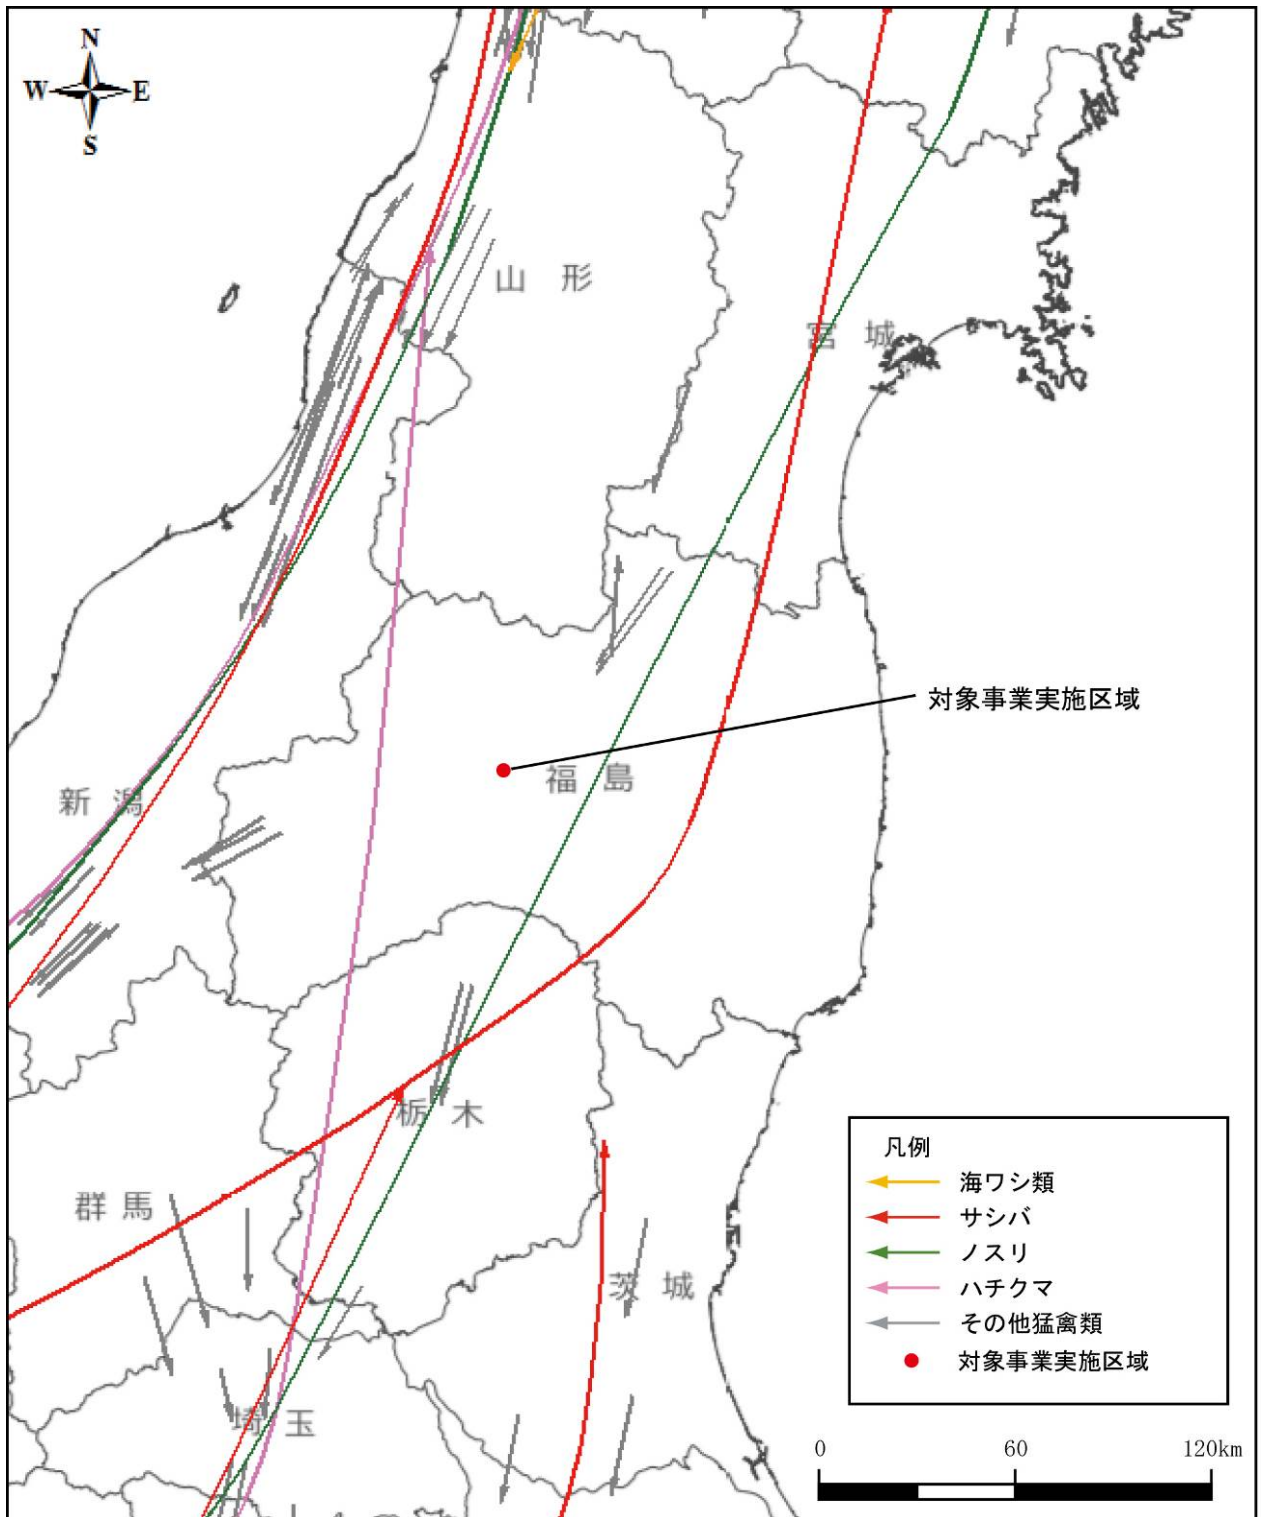 N
W E
S
山 形
宮 城
対象事業実施区域
福 島
新 潟
栃 木
群 馬
茨 城
埼 玉
凡例
海ワシ類
サシバ
ノスリ
ハチクマ
その他猛禽類
対象事業実施区域
0 60 120km